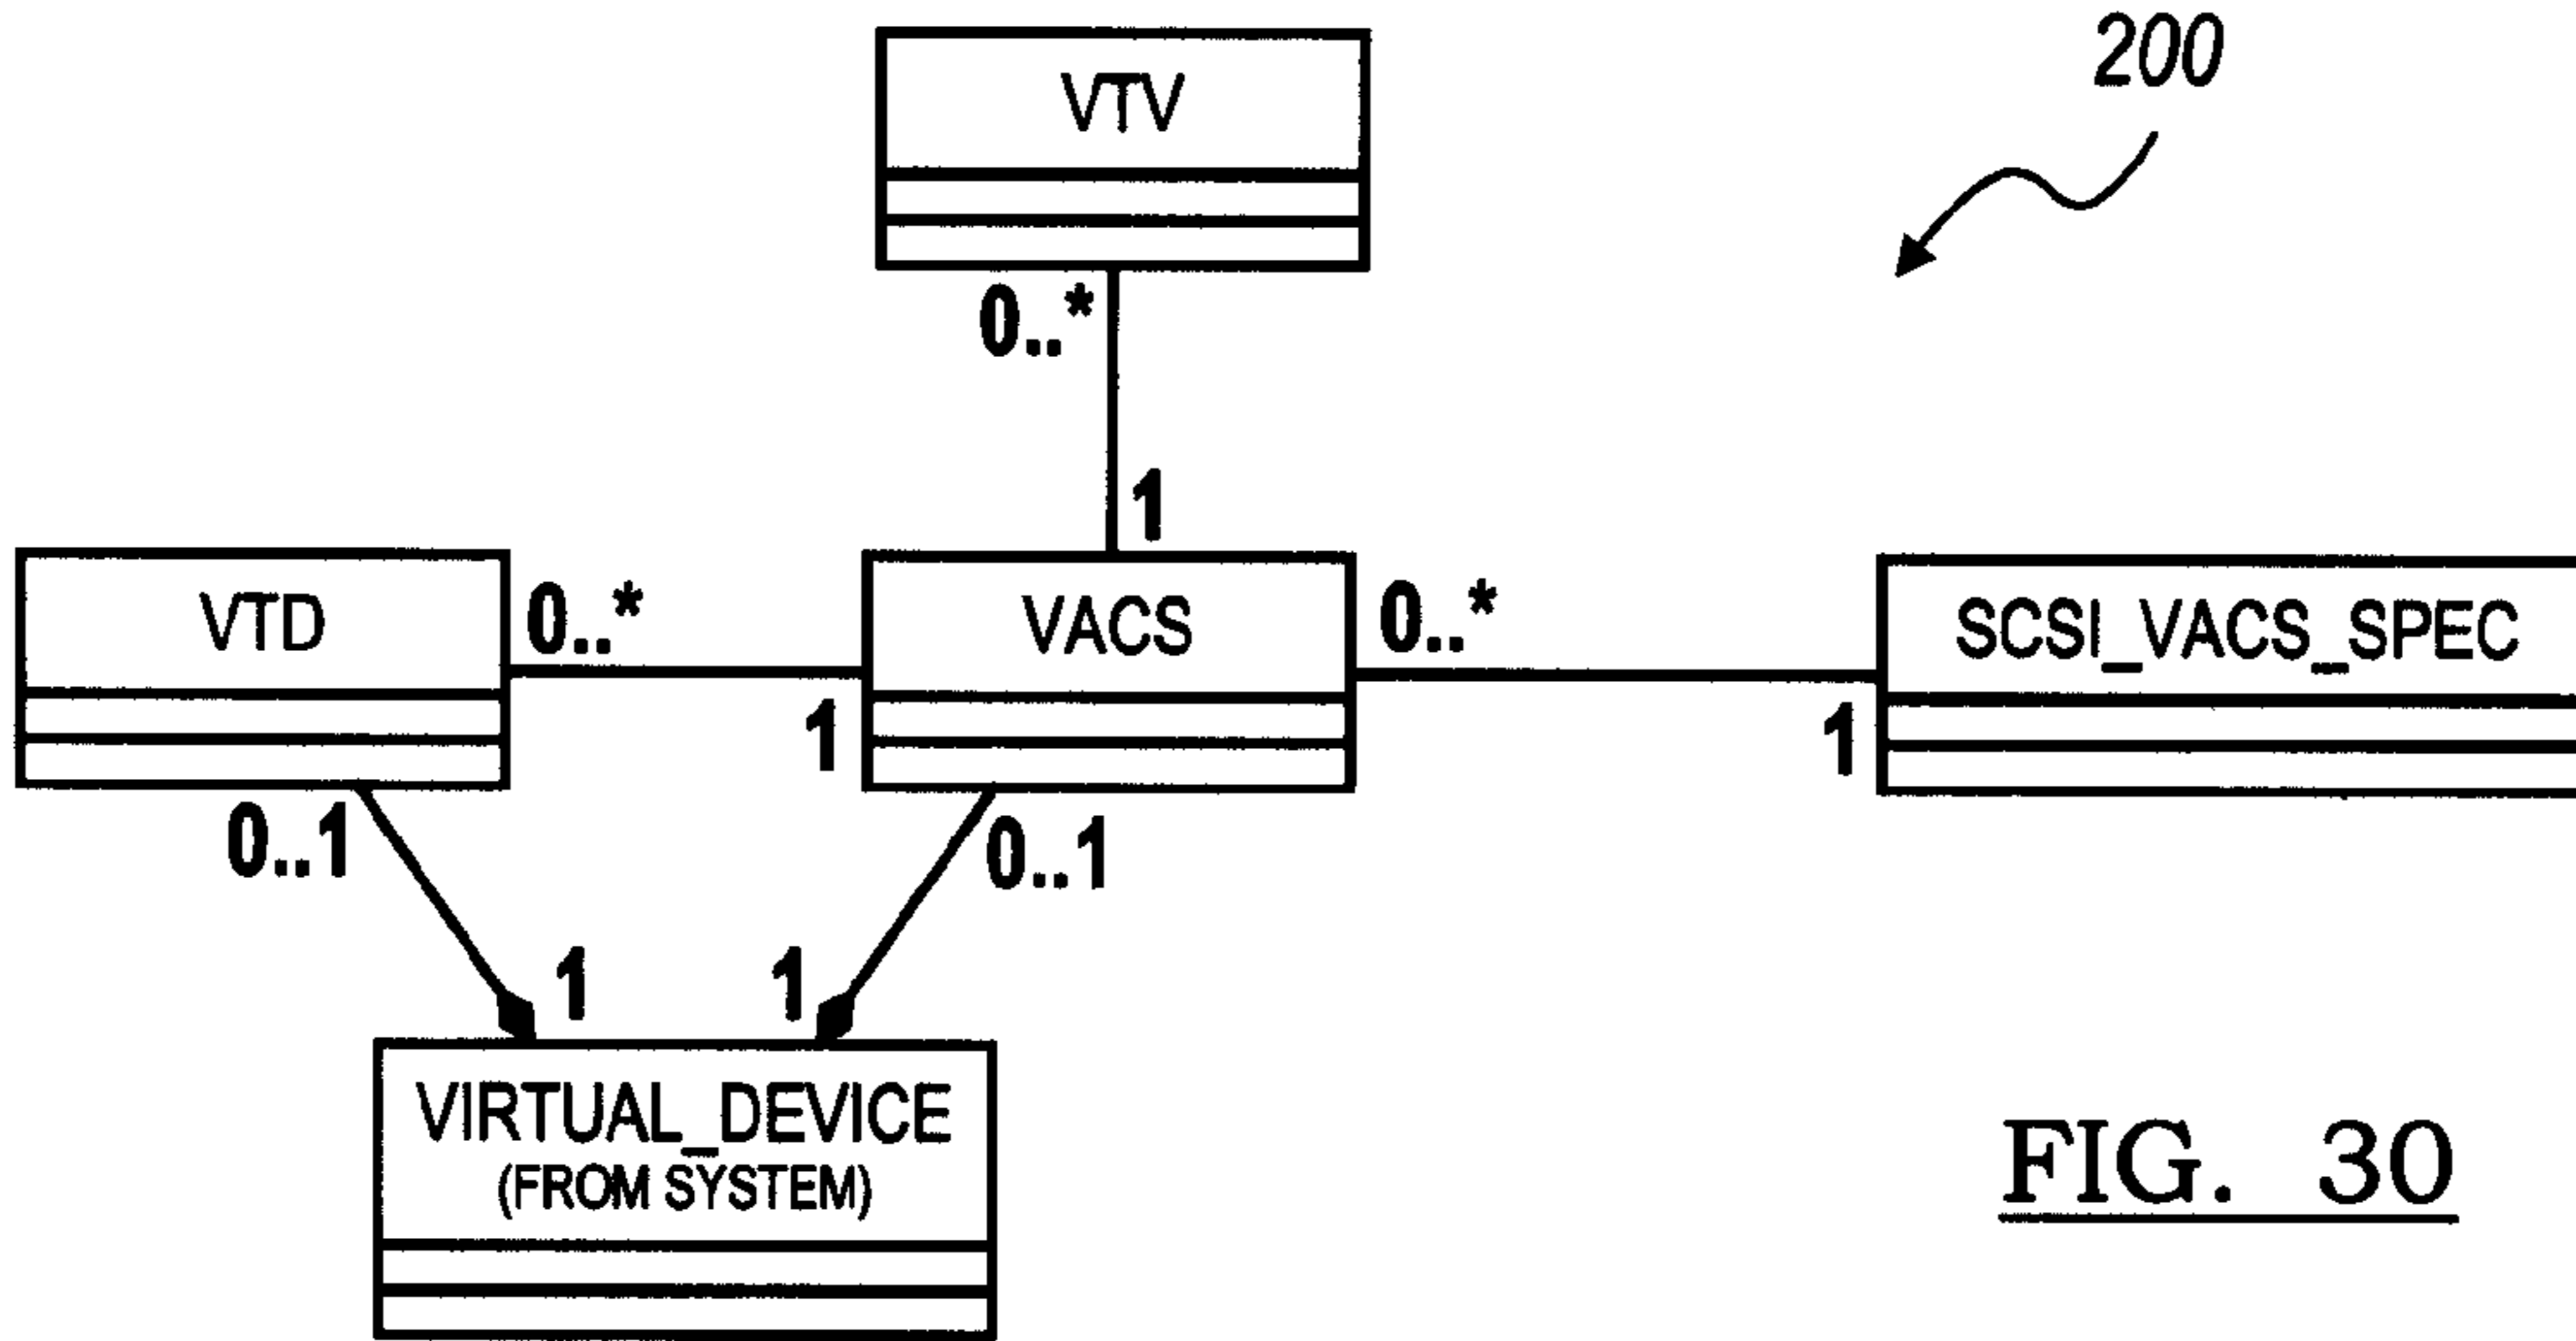 200
VTV
0..*
1
VTD
0..*
1
VACS
0..*
1
SCSI_VACS_SPEC
0..1
0..1
1
1
VIRTUAL_DEVICE
(FROM SYSTEM)
FIG. 30